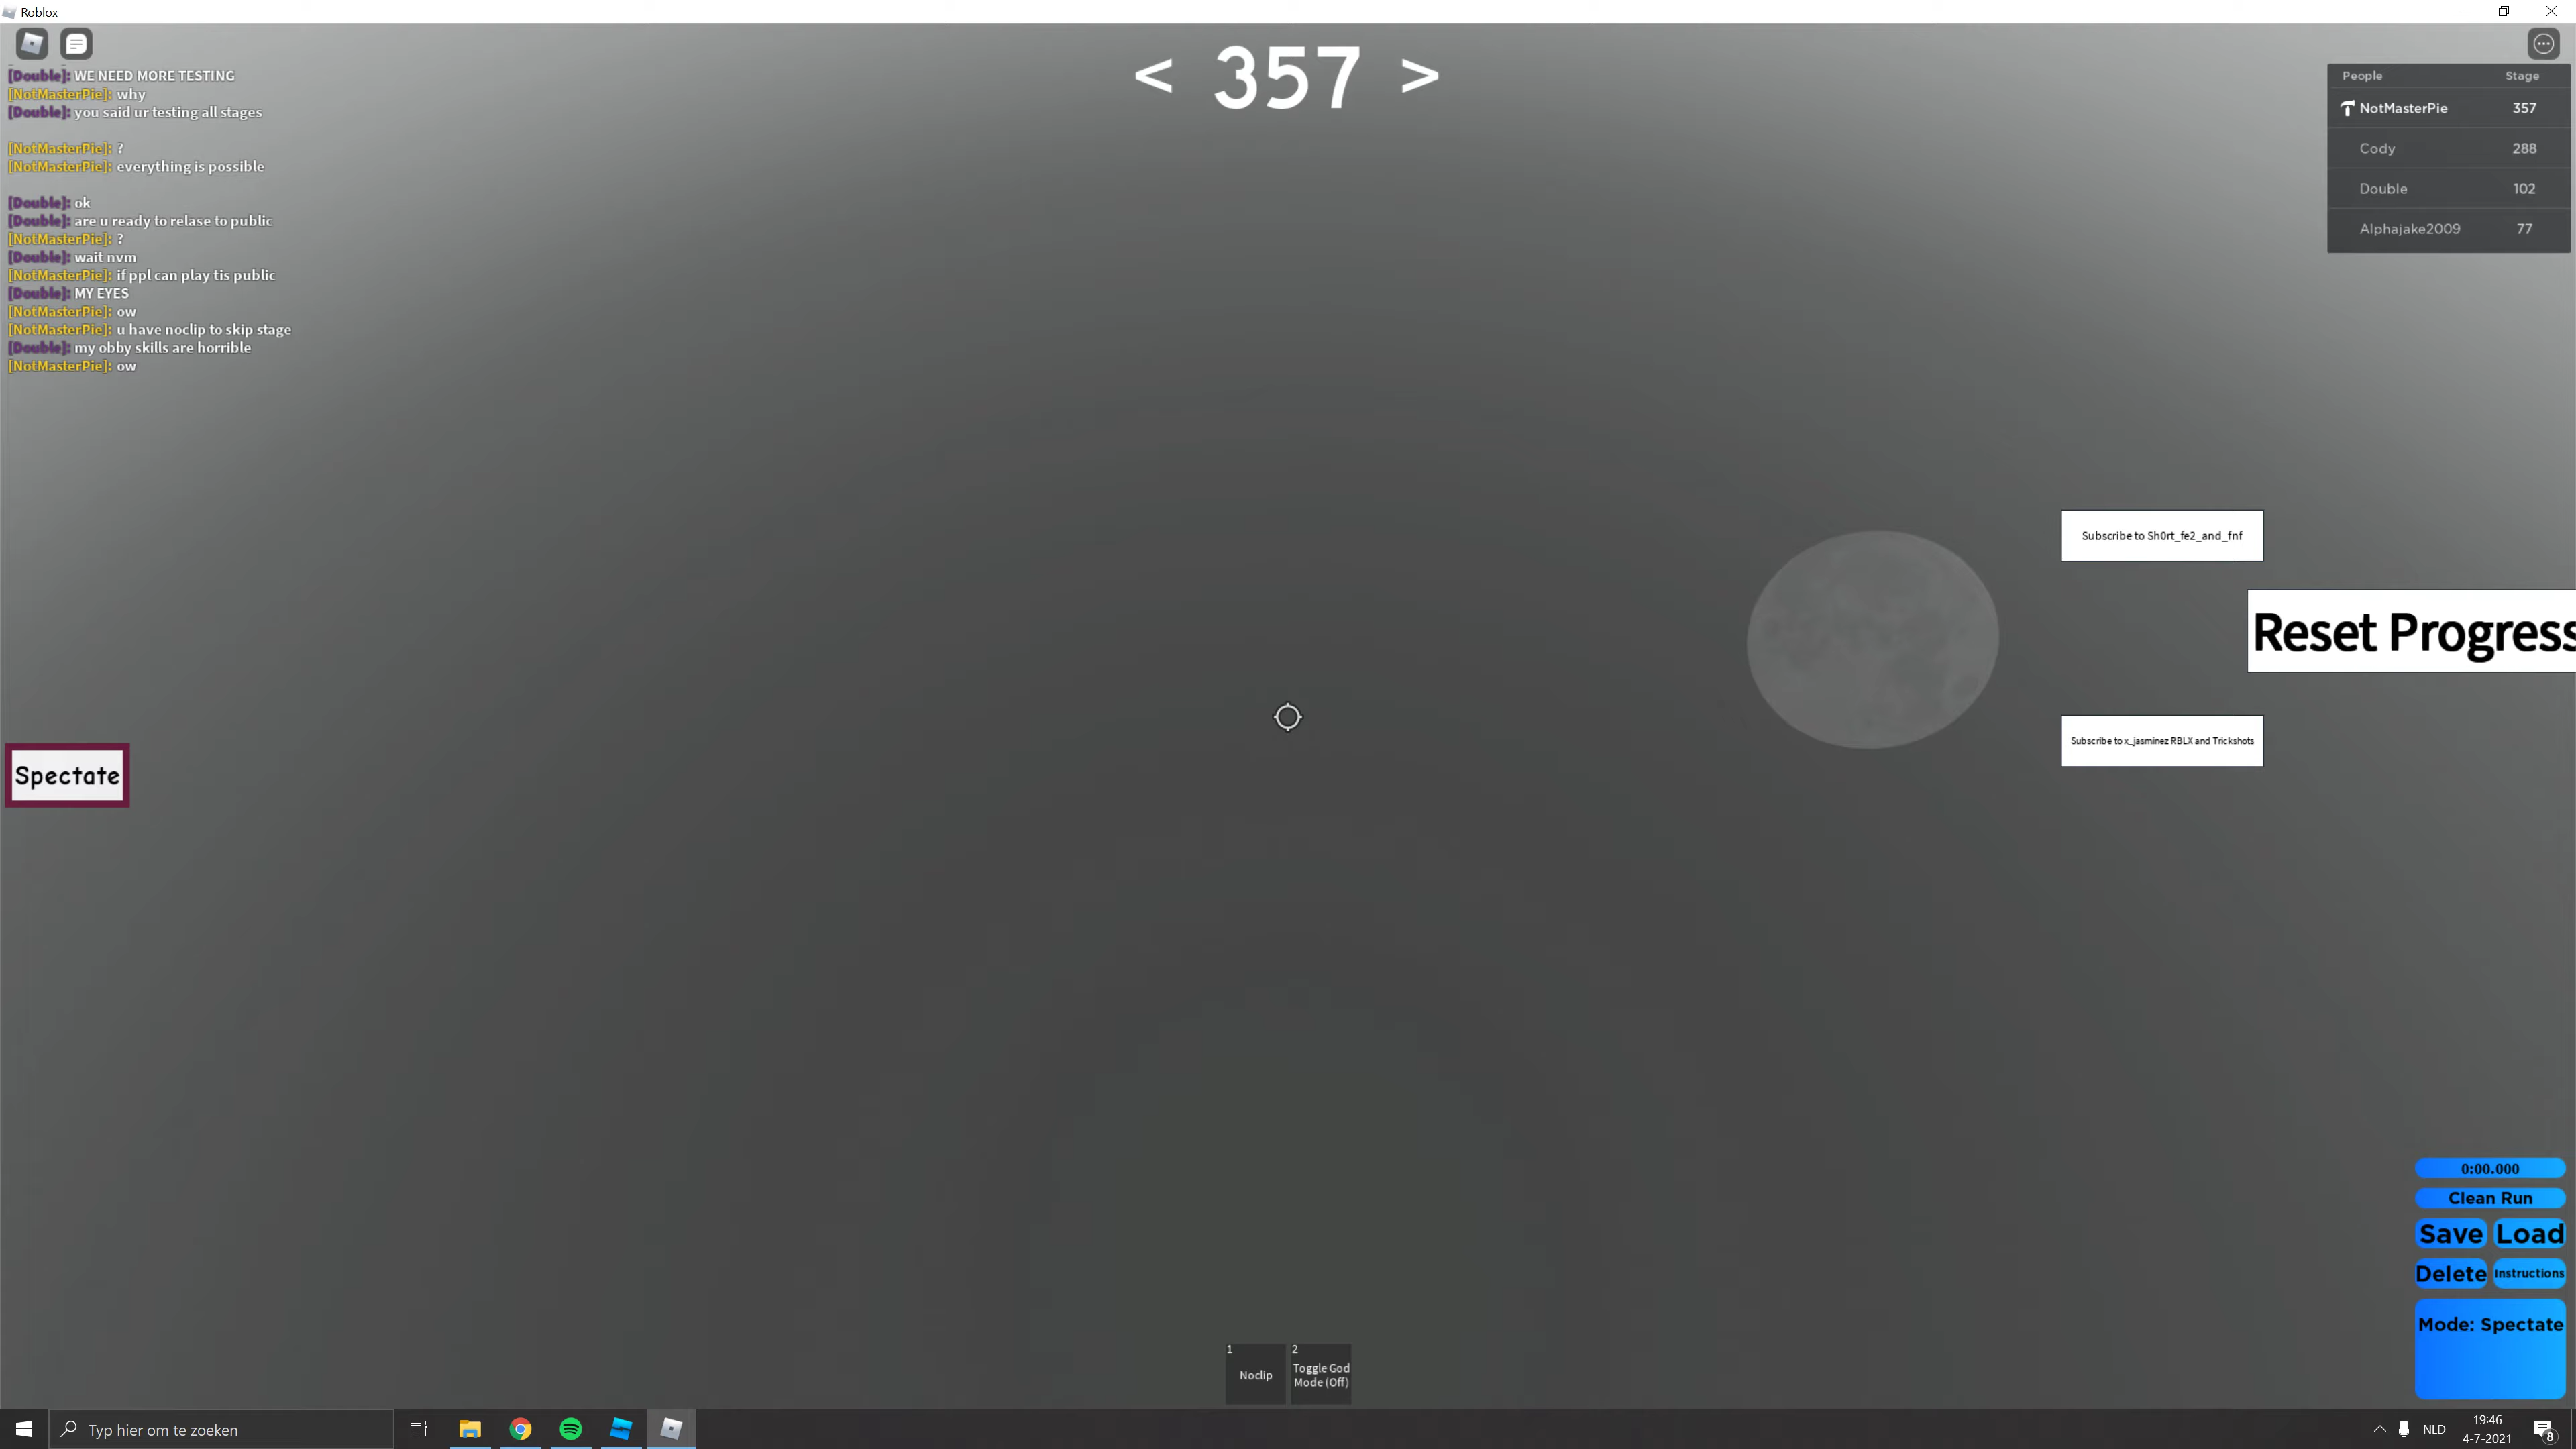 Roblox
< 357 >
[Double]: WE NEED MORE TESTING
[NotMasterPie]: why
[Double]: you said ur testing all stages
[NotMasterPie]: ?
[NotMasterPie]: everything is possible
[Double]: ok
[Double]: are u ready to relase to public
[NotMasterPie]: ?
[Double]: wait nvm
[NotMasterPie]: if ppl can play tis public
[Double]: MY EYES
[NotMasterPie]: ow
[NotMasterPie]: u have noclip to skip stage
[Double]: my obby skills are horrible
[NotMasterPie]: ow
People Stage
NotMasterPie 357
Cody 288
Double 102
Alphajake2009 77
Subscribe to Sh0rt_fe2_and_fnf
Reset Progress
Subscribe to x_jasminez RBLX and Trickshots
Spectate
0:00.000
Clean Run
Save Load
Delete Instructions
Mode: Spectate
1
Noclip
2
Toggle God
Mode (Off)
Typ hier om te zoeken
NLD
19:46
4-7-2021
8